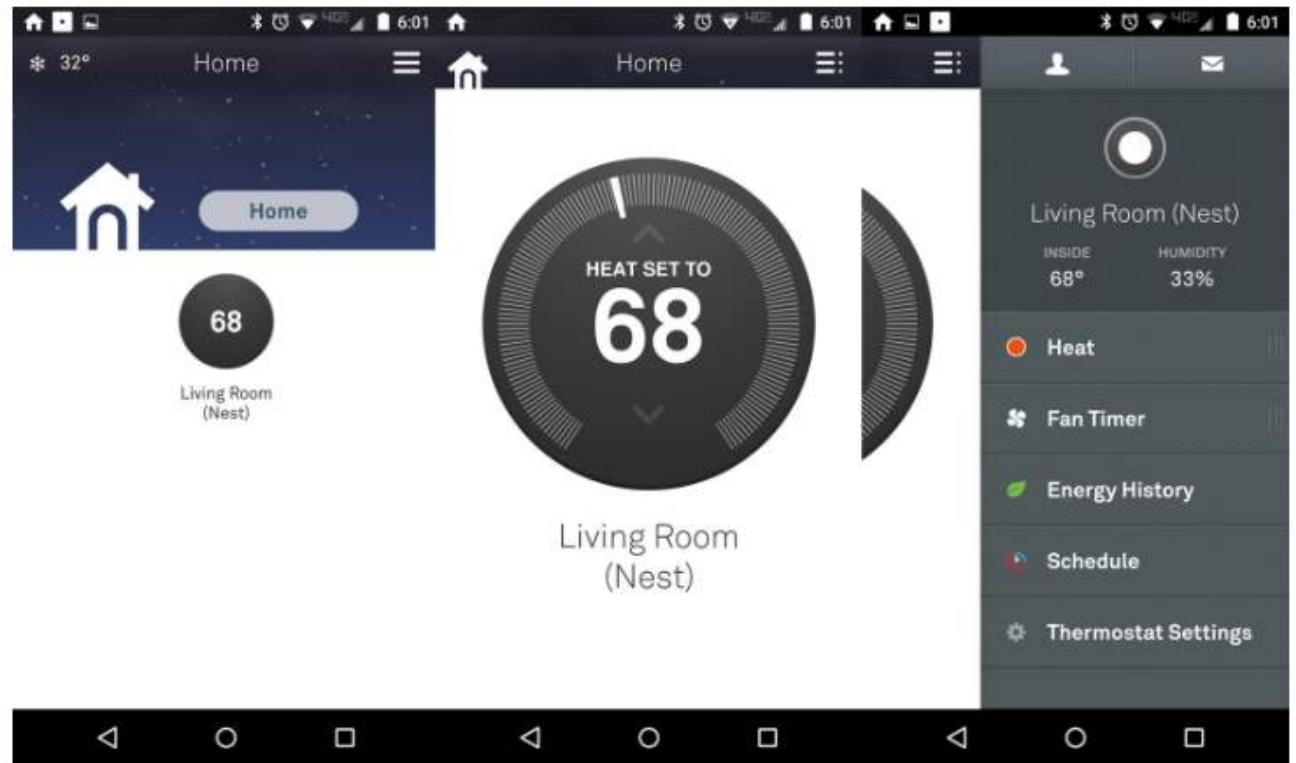 6:01
32°
Home
Home
68
Living Room
(Nest)
6:01
Home
HEAT SET TO
68
Living Room
(Nest)
6:01
Living Room (Nest)
INSIDE
HUMIDITY
68°
33%
Heat
Fan Timer
Energy History
Schedule
Thermostat Settings